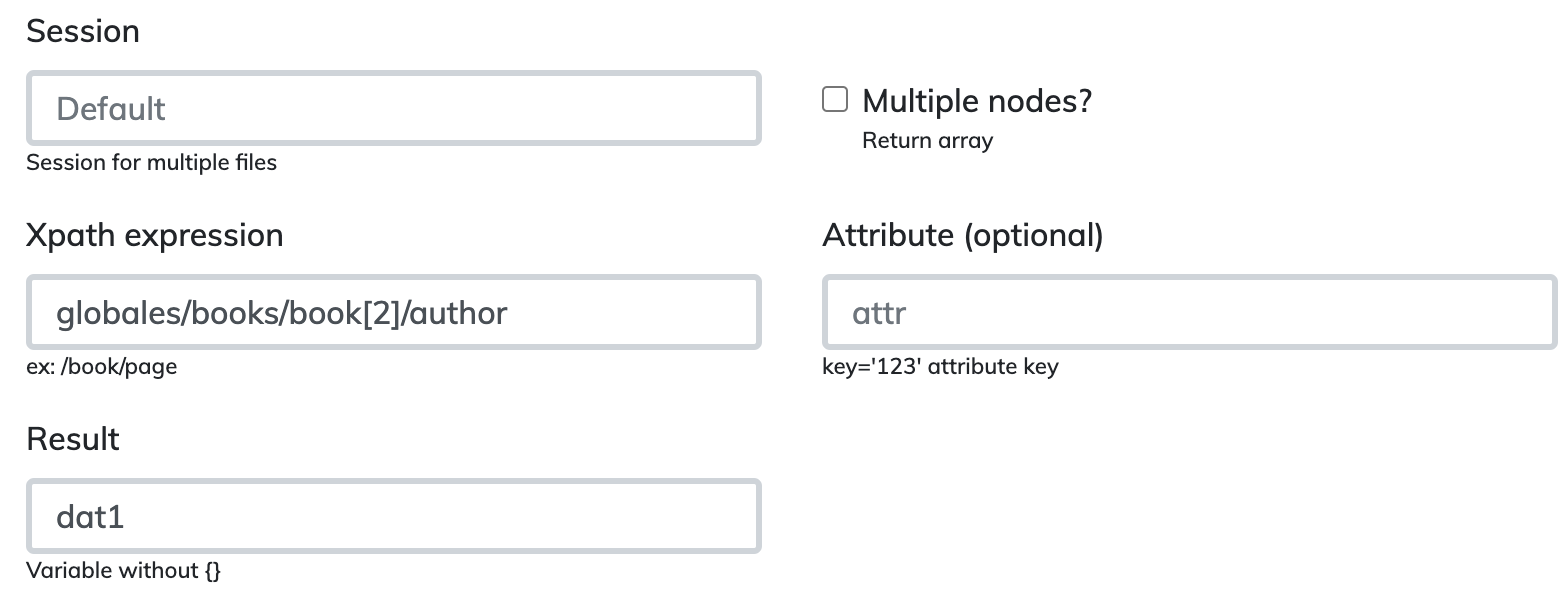 Session
Default
Multiple nodes?
Session for multiple files
Return array
Xpath expression
Attribute (optional)
globales/books/book[2]/author
attr
ex: /book/page
key='123' attribute key
Result
dat1
Variable without {}